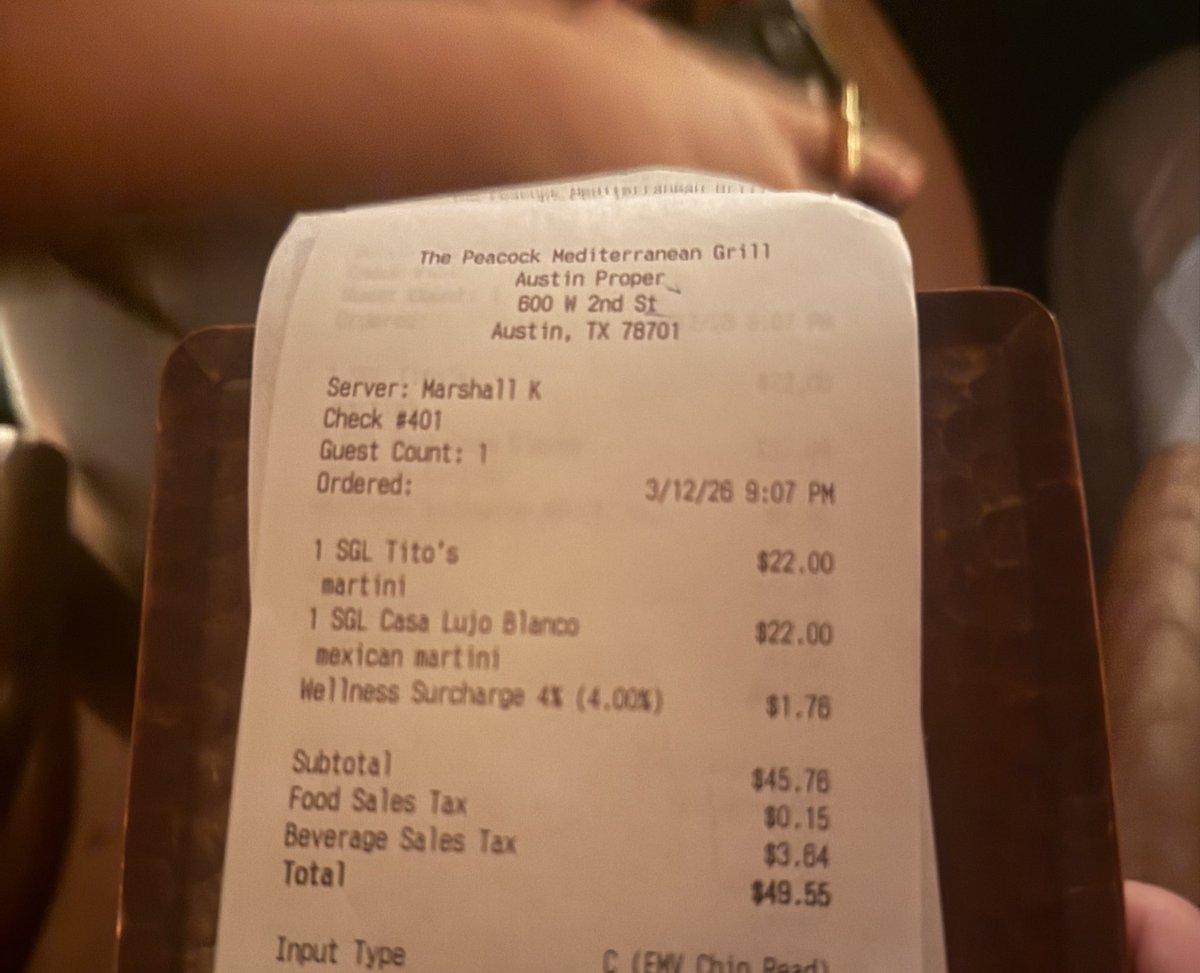 The Peacock Mediterranean Grill
Austin Proper
600 W 2nd St
Austin, TX 78701
Server: Marshall K
Check #401
Guest Count: 1
Ordered: 3/12/26 9:07 PM
1 SGL Tito's $22.00
martini
1 SGL Casa Lujo Blanco $22.00
mexican martini
Wellness Surcharge 4% (4.00%) $1.76
Subtotal $45.76
Food Sales Tax $0.15
Beverage Sales Tax $3.64
Total $49.55
Input Type C (EMV Chip Read)